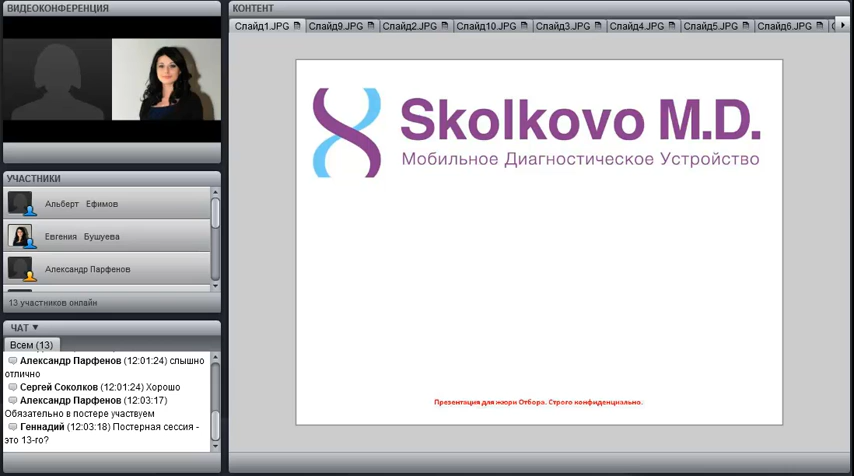 ВИДЕОКОНФЕРЕНЦИЯ
УЧАСТНИКИ
Альберт Ефимов
Евгения Бушуева
Александр Парфенов
13 участников онлайн
ЧАТ
Всем (13)
Александр Парфенов (12:01:24) слышно
отлично
Сергей Соколков (12:01:24) Хорошо
Александр Парфенов (12:03:17)
Обязательно в постере участвуем
Геннадий (12:03:18) Постерная сессия -
это 13-го?
КОНТЕНТ
Слайд1.JPG Слайд9.JPG Слайд2.JPG Слайд10.JPG Слайд3.JPG Слайд4.JPG Слайд5.JPG Слайд6.JPG
Skolkovo M.D.
Мобильное Диагностическое Устройство
Презентация для жюри Отбора. Строго конфиденциально.